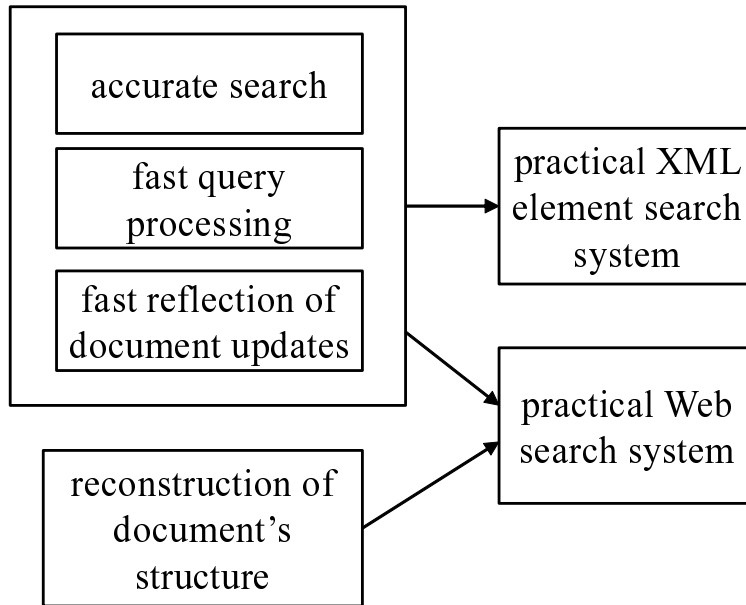 accurate search
fast query
processing
fast reflection of
document updates
reconstruction of
document’s
structure
practical XML
element search
system
practical Web
search system